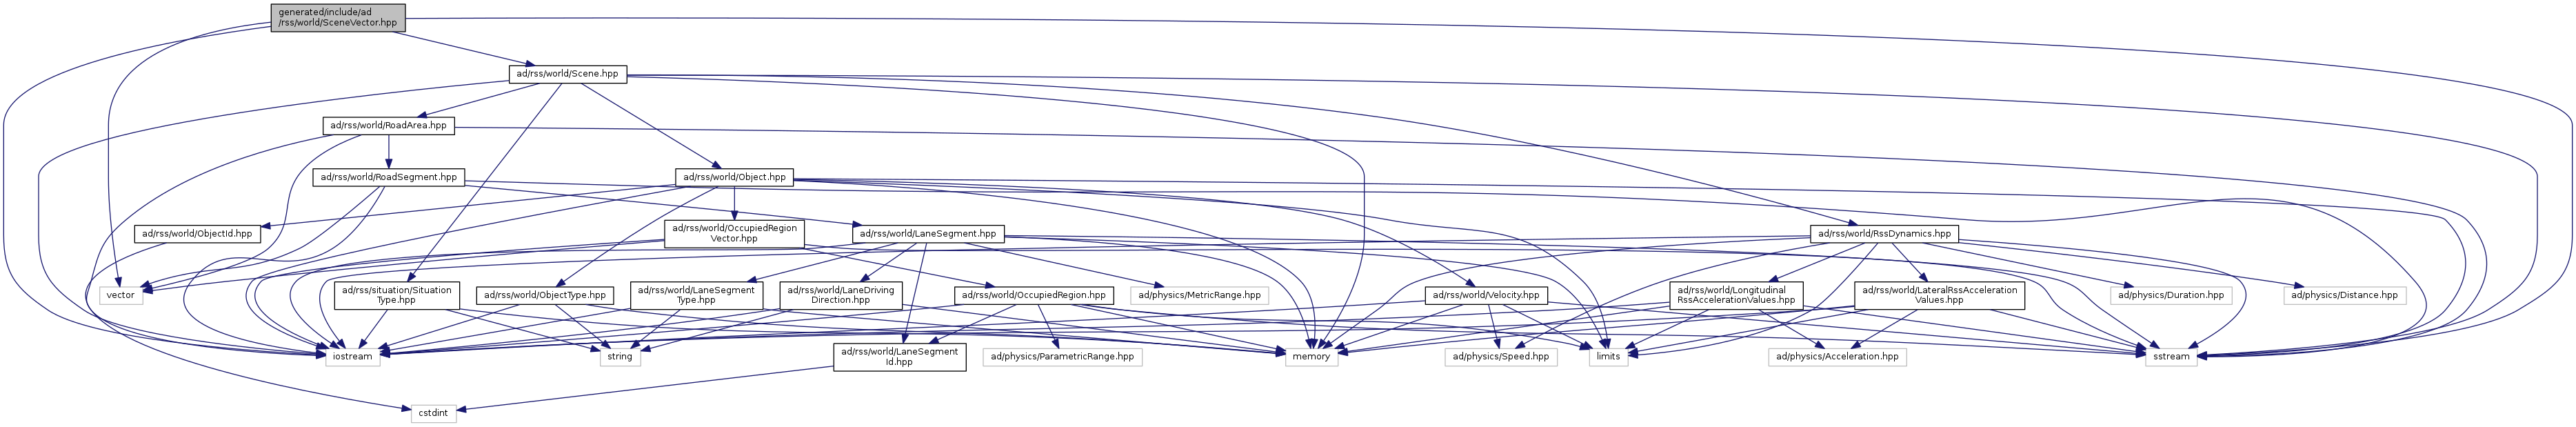 generated/include/ad
/rss/world/SceneVector.hpp
ad/rss/world/Scene.hpp
ad/rss/world/RoadArea.hpp
ad/rss/world/RoadSegment.hpp
ad/rss/world/Object.hpp
ad/rss/world/ObjectId.hpp
ad/rss/world/OccupiedRegion
Vector.hpp
ad/rss/world/LaneSegment.hpp
ad/rss/world/RssDynamics.hpp
vector
ad/rss/situation/Situation
Type.hpp
ad/rss/world/ObjectType.hpp
ad/rss/world/LaneSegment
Type.hpp
ad/rss/world/LaneDriving
Direction.hpp
ad/rss/world/OccupiedRegion.hpp
ad/physics/MetricRange.hpp
ad/rss/world/Velocity.hpp
ad/rss/world/Longitudinal
RssAccelerationValues.hpp
ad/rss/world/LateralRssAcceleration
Values.hpp
ad/physics/Duration.hpp
ad/physics/Distance.hpp
iostream
string
ad/rss/world/LaneSegment
Id.hpp
ad/physics/ParametricRange.hpp
memory
ad/physics/Speed.hpp
limits
ad/physics/Acceleration.hpp
sstream
cstdint